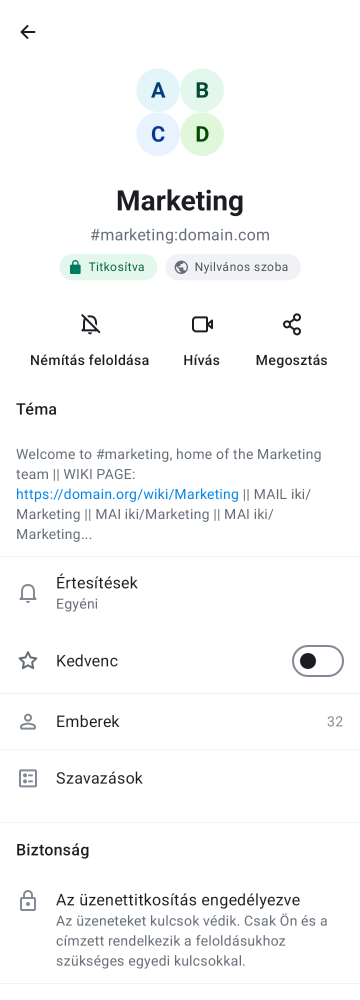 A B
C D
Marketing
#marketing:domain.com
Titkosítva Nyilvános szoba
Némítás feloldása Hívás Megosztás
Téma
Welcome to #marketing, home of the Marketing
team || WIKI PAGE:
https://domain.org/wiki/Marketing || MAIL iki/
Marketing || MAI iki/Marketing || MAI iki/
Marketing...
Értesítések
Egyéni
Kedvenc
Emberek 32
Szavazások
Biztonság
Az üzenettitkosítás engedélyezve
Az üzeneteket kulcsok védik. Csak Ön és a
címzett rendelkezik a feloldásukhoz
szükséges egyedi kulcsokkal.